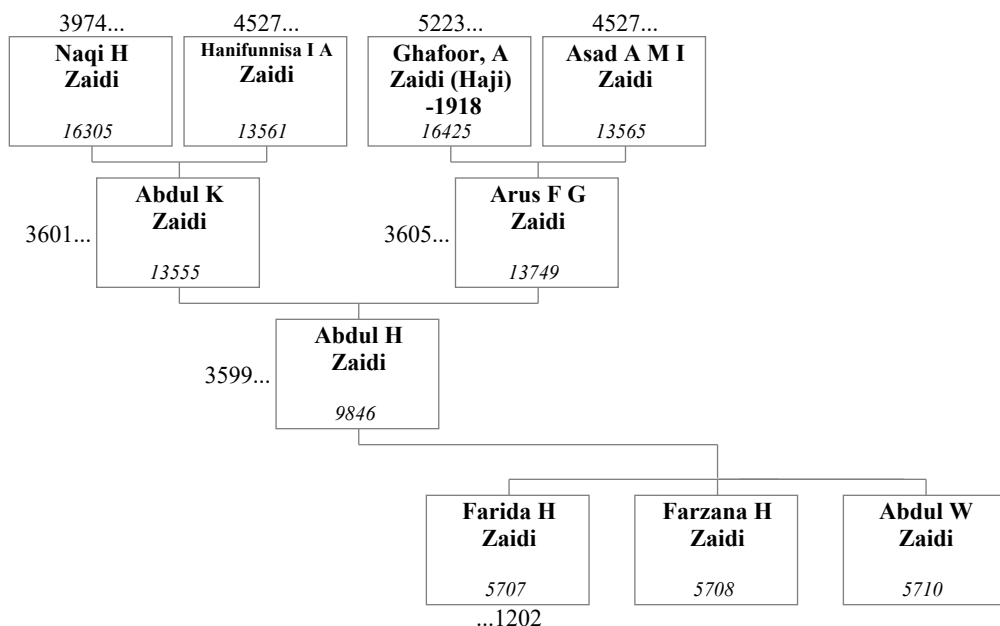 3974...
4527...
5223...
4527...
Naqi H
Zaidi
16305
Hanifunnisa I A
Zaidi
13561
Ghafoor, A
Zaidi (Haji)
-1918
16425
Asad A M I
Zaidi
13565
3601...
Abdul K
Zaidi
13555
3605...
Arus F G
Zaidi
13749
3599...
Abdul H
Zaidi
9846
Farida H
Zaidi
5707
...1202
Farzana H
Zaidi
5708
Abdul W
Zaidi
5710